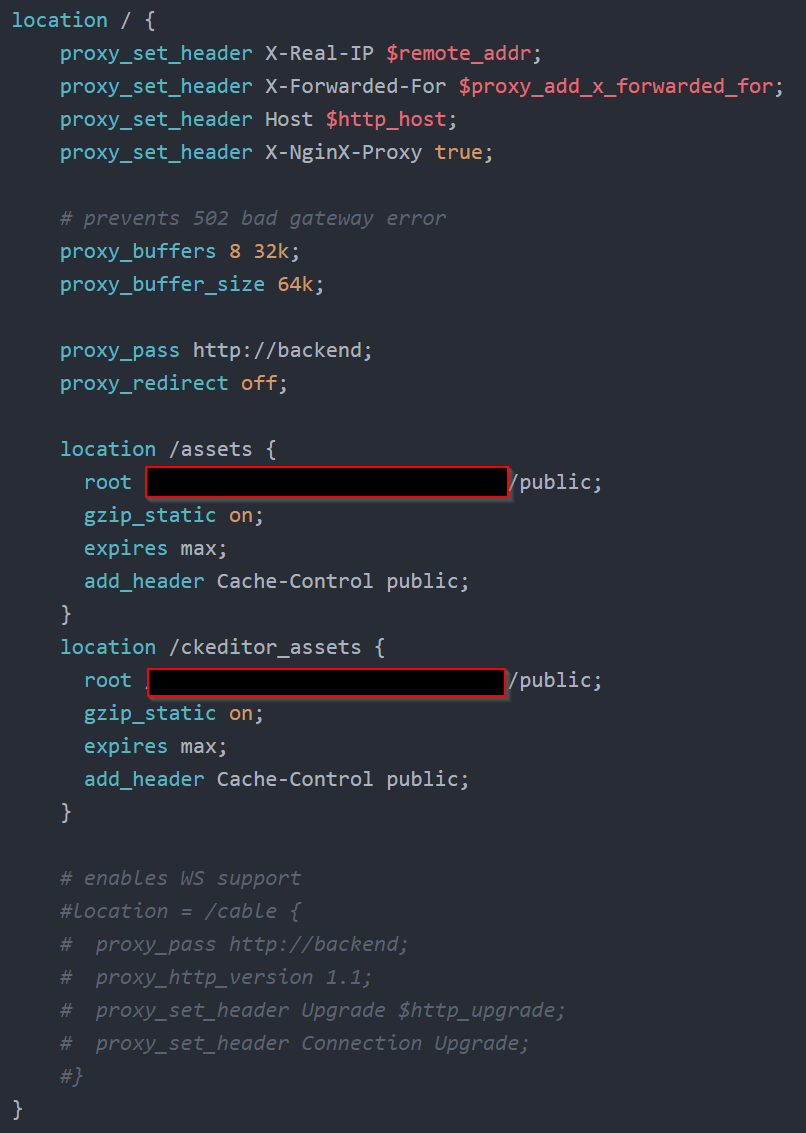 location / {
    proxy_set_header X-Real-IP $remote_addr;
    proxy_set_header X-Forwarded-For $proxy_add_x_forwarded_for;
    proxy_set_header Host $http_host;
    proxy_set_header X-NginX-Proxy true;

    # prevents 502 bad gateway error
    proxy_buffers 8 32k;
    proxy_buffer_size 64k;

    proxy_pass http://backend;
    proxy_redirect off;

    location /assets {
      root /public;
      gzip_static on;
      expires max;
      add_header Cache-Control public;
    }
    location /ckeditor_assets {
      root /public;
      gzip_static on;
      expires max;
      add_header Cache-Control public;
    }

    # enables WS support
    #location = /cable {
    #  proxy_pass http://backend;
    #  proxy_http_version 1.1;
    #  proxy_set_header Upgrade $http_upgrade;
    #  proxy_set_header Connection Upgrade;
    #}
}